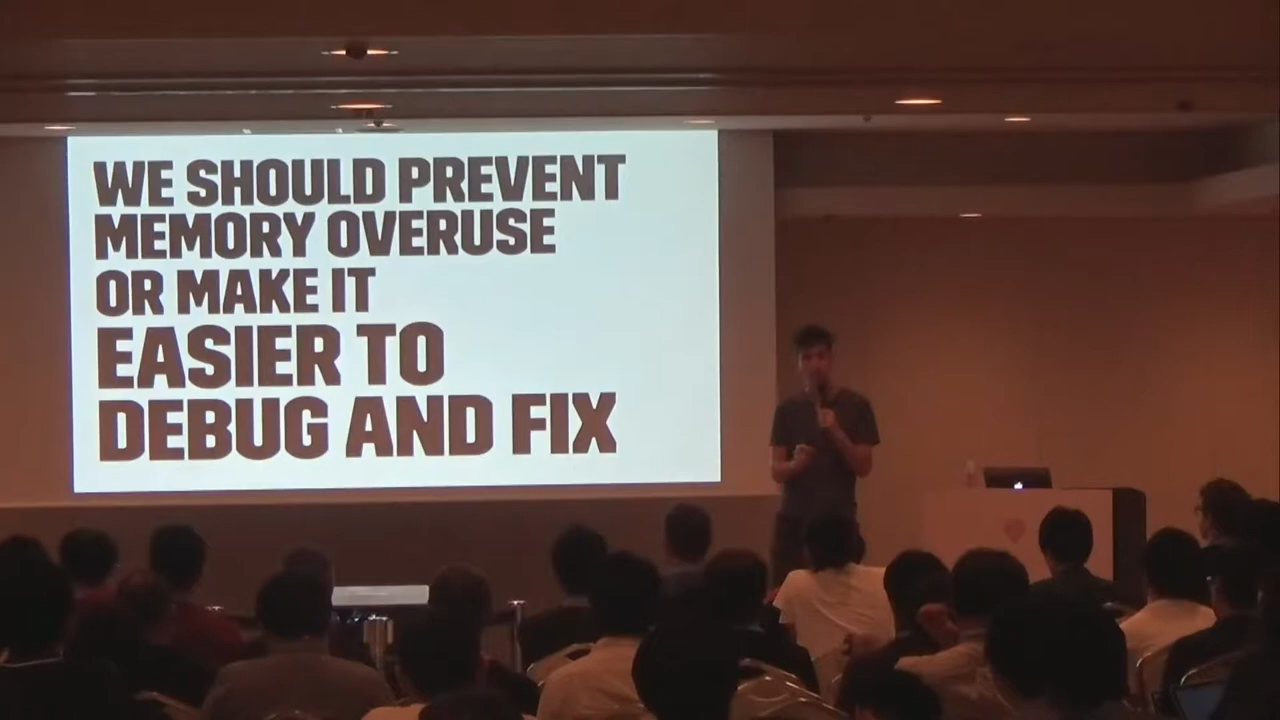 WE SHOULD PREVENT
MEMORY OVERUSE
OR MAKE IT
EASIER TO
DEBUG AND FIX